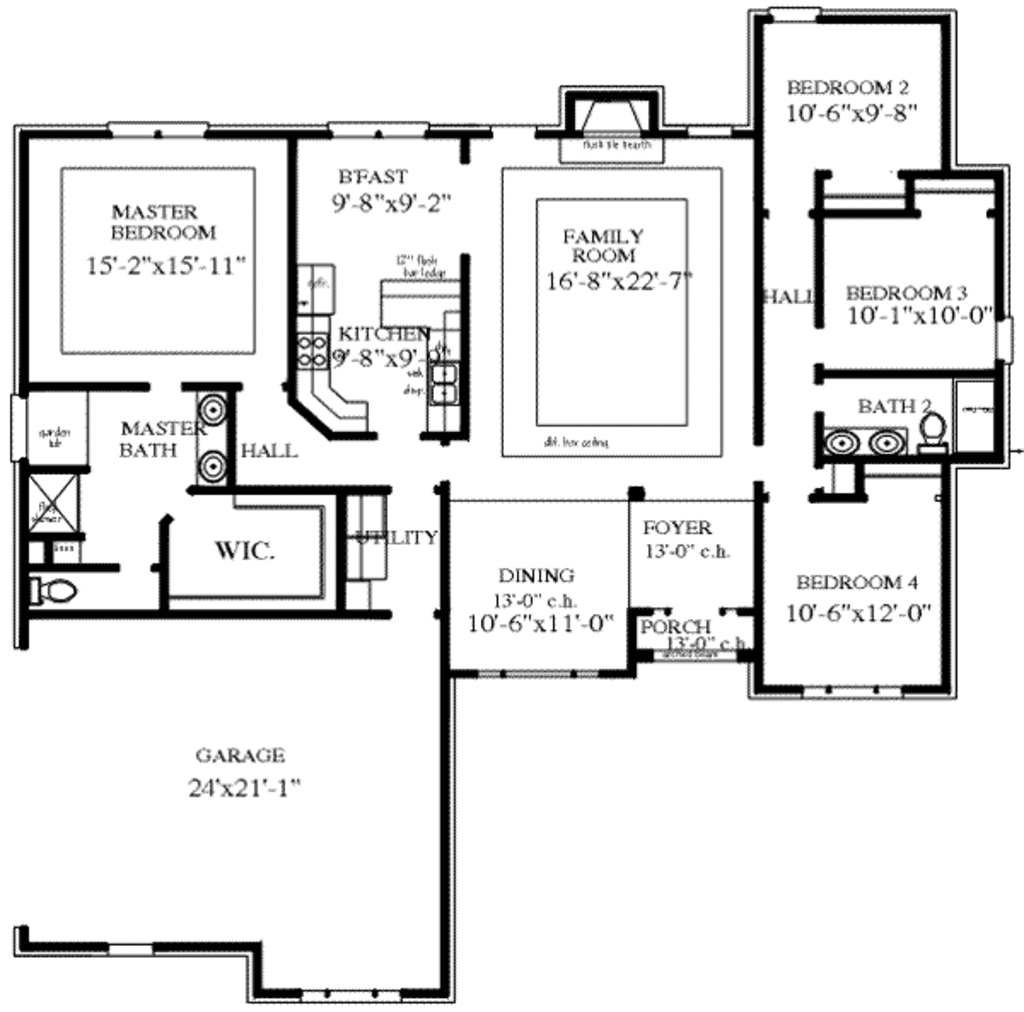 BEDROOM 2
10'-6"x9'-8"
flush tile hearth
B'FAST
9'-8"x9'-2"
MASTER
BEDROOM
15'-2"x15'-11"
FAMILY
ROOM
16'-8"x22'-7"
12" flush
bar ledge
HALL
BEDROOM 3
10'-1"x10'-0"
KITCHEN
9'-8"x9'-
BATH 2
garden
tub
MASTER
BATH
HALL
dbl. box ceiling
shower
UTILITY
FOYER
13'-0" c.h.
linen
WIC.
DINING
13'-0" c.h.
10'-6"x11'-0"
BEDROOM 4
10'-6"x12'-0"
PORCH
13'-0" c.h.
GARAGE
24'x21'-1"